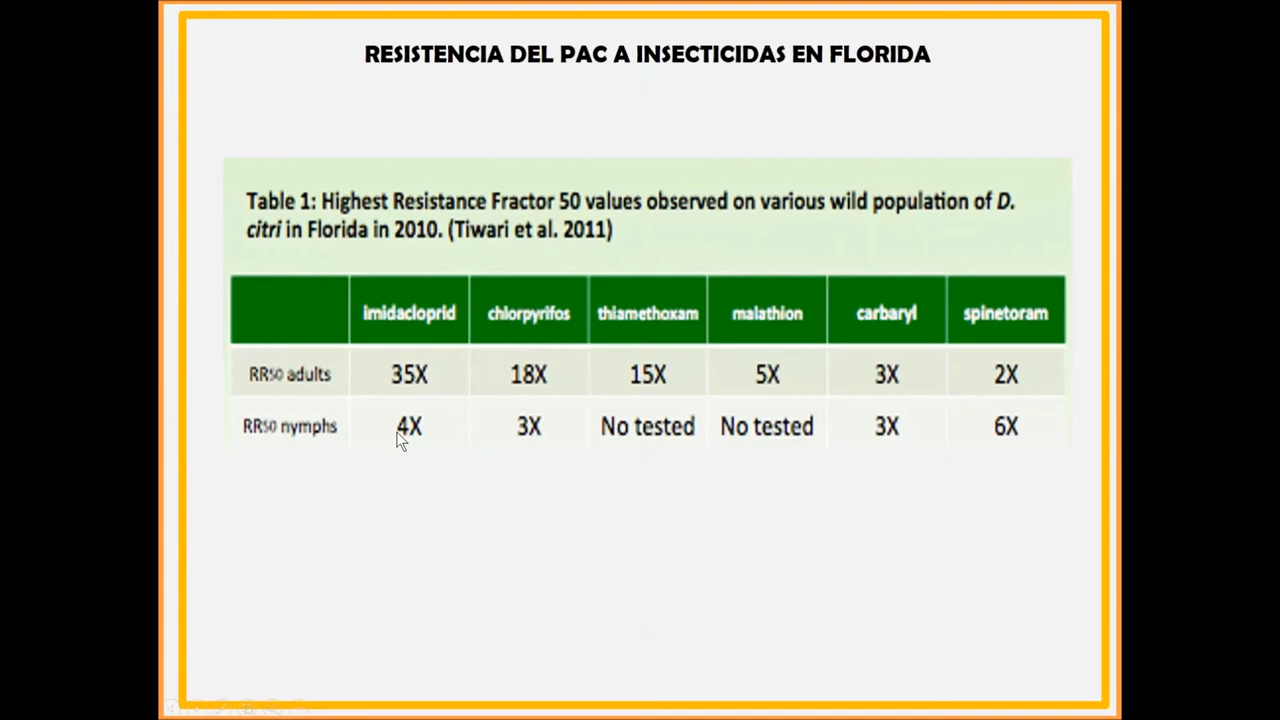 RESISTENCIA DEL PAC A INSECTICIDAS EN FLORIDA
Table 1: Highest Resistance Fractor 50 values observed on various wild population of D.
citri in Florida in 2010. (Tiwari et al. 2011)
imidacloprid chlorpyrifos thiamethoxam malathion carbaryl spinetoram
RR50 adults 35X 18X 15X 5X 3X 2X
RR50 nymphs 4X 3X No tested No tested 3X 6X